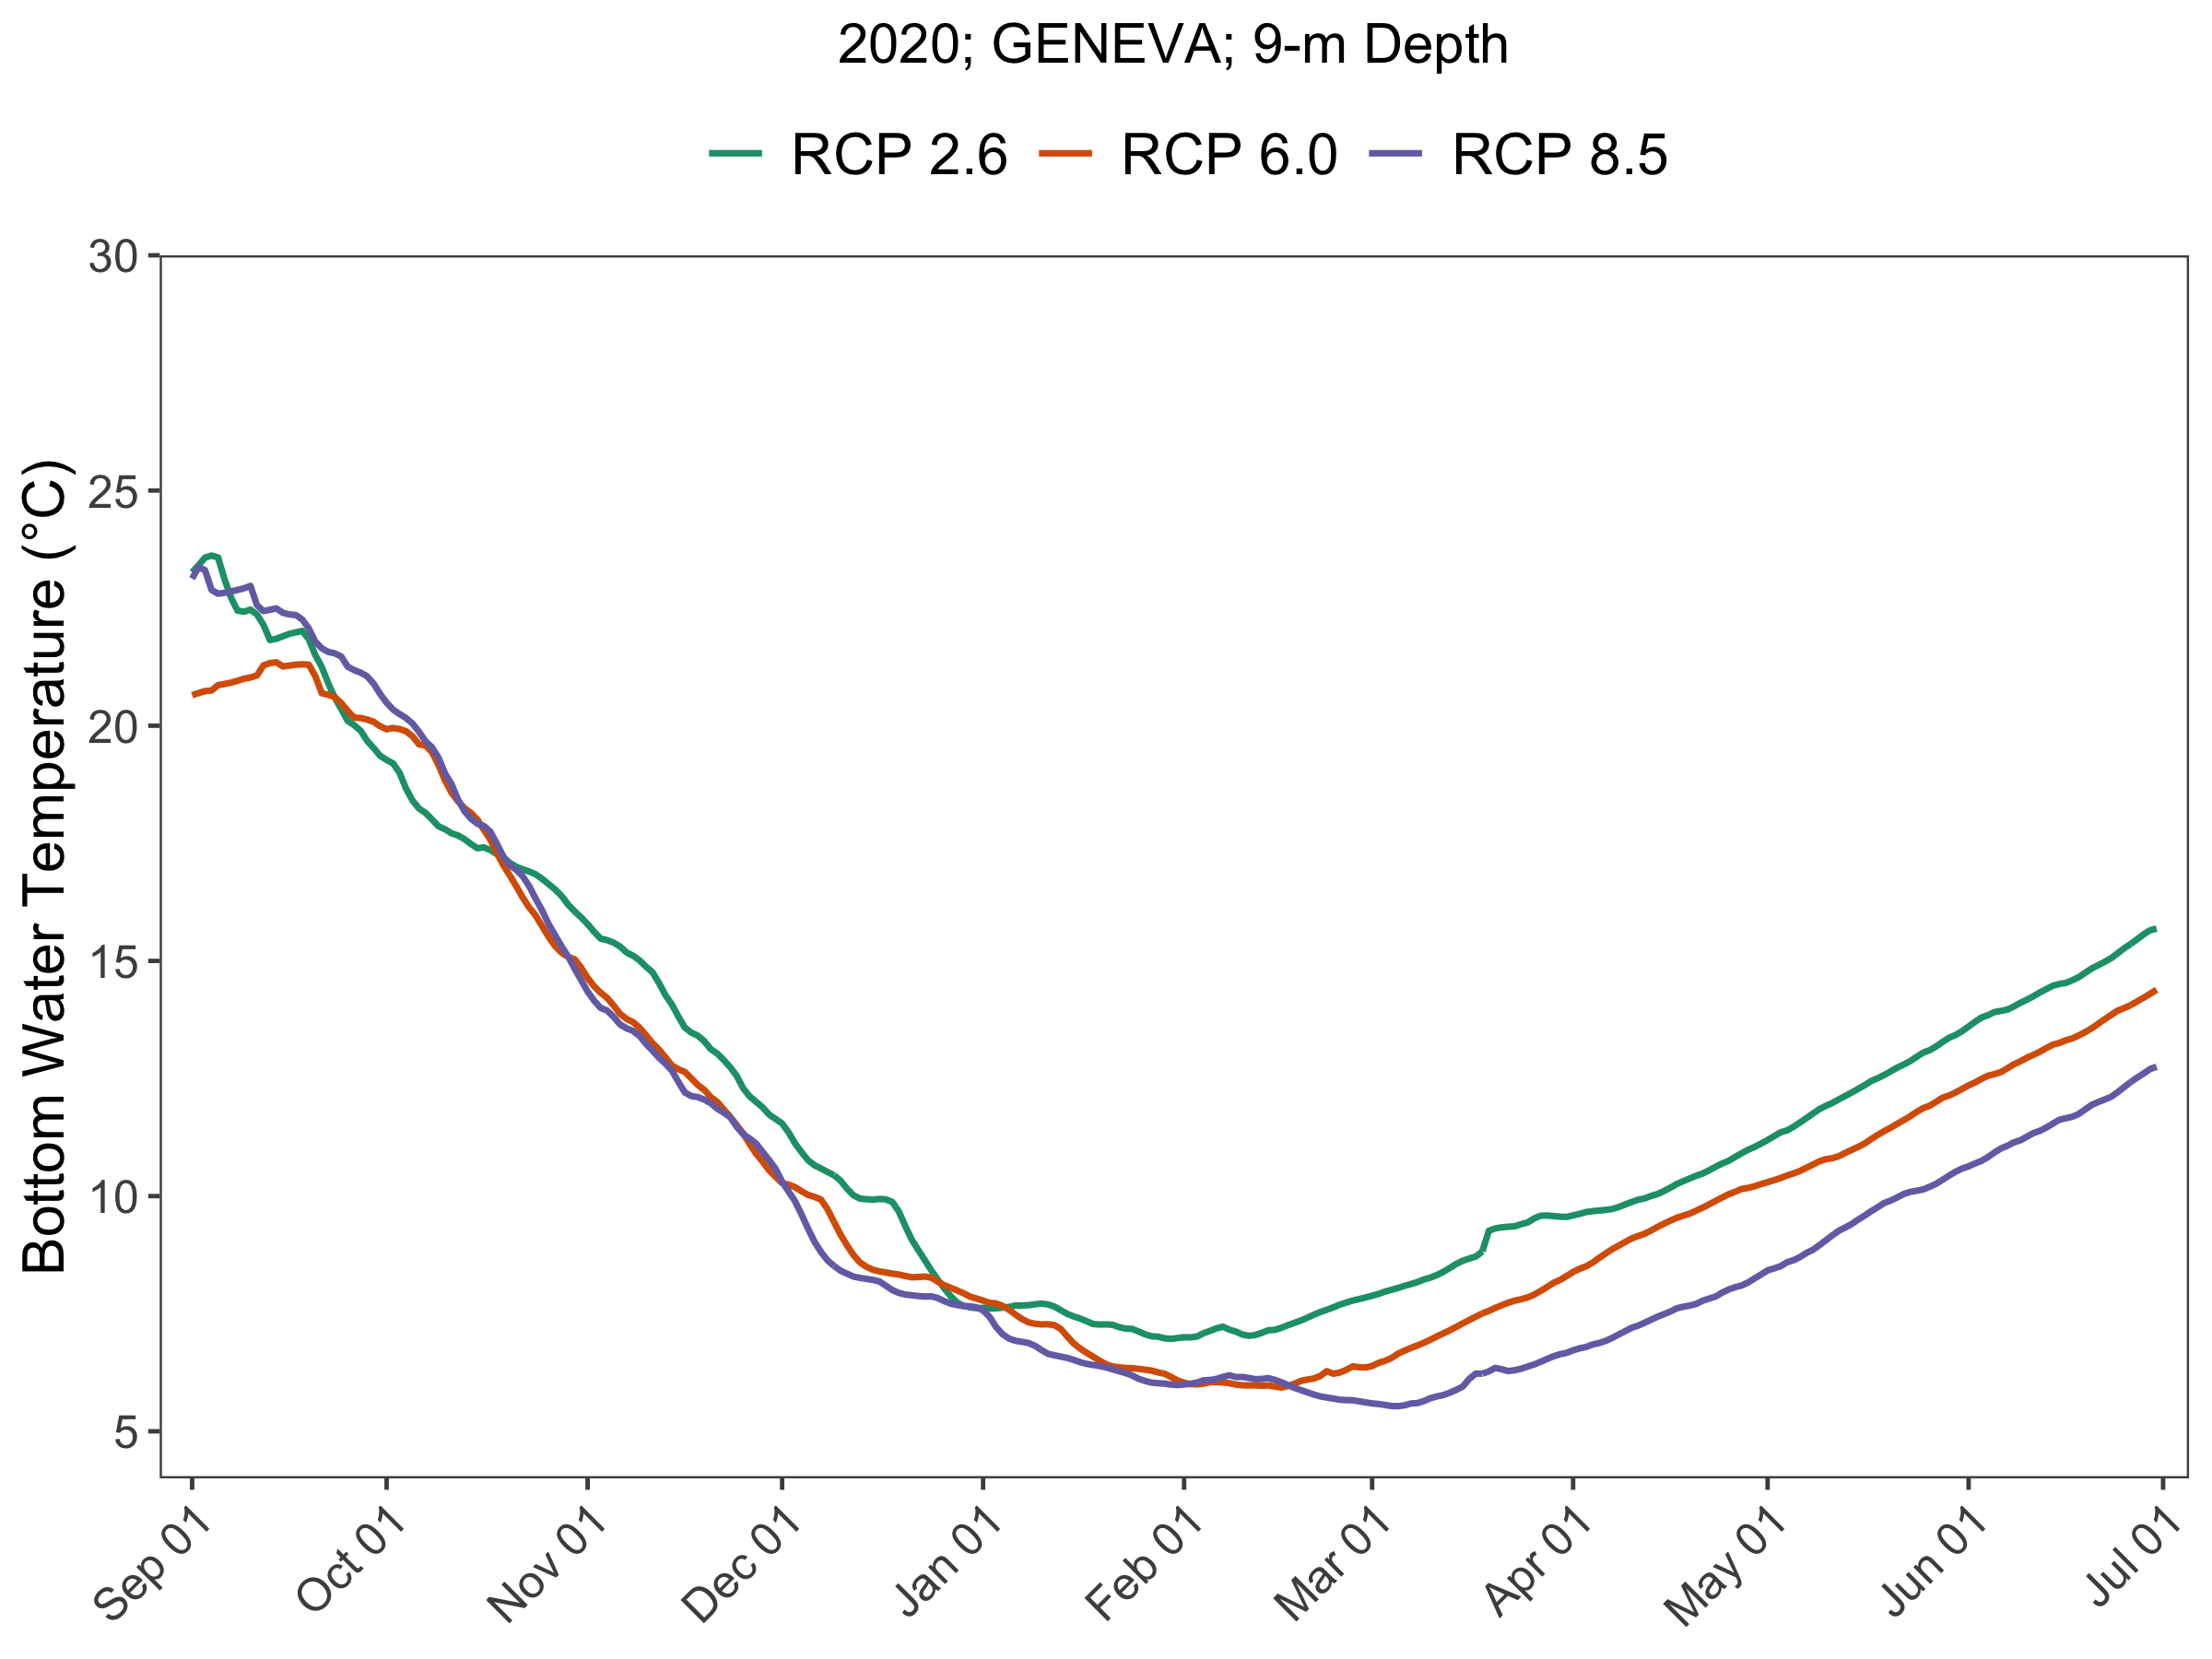 2020; GENEVA; 9-m Depth
RCP 2.6 RCP 6.0 RCP 8.5
Bottom Water Temperature (°C)
30
25
20
15
10
5
Sep 01 Oct 01 Nov 01 Dec 01 Jan 01 Feb 01 Mar 01 Apr 01 May 01 Jun 01 Jul 01